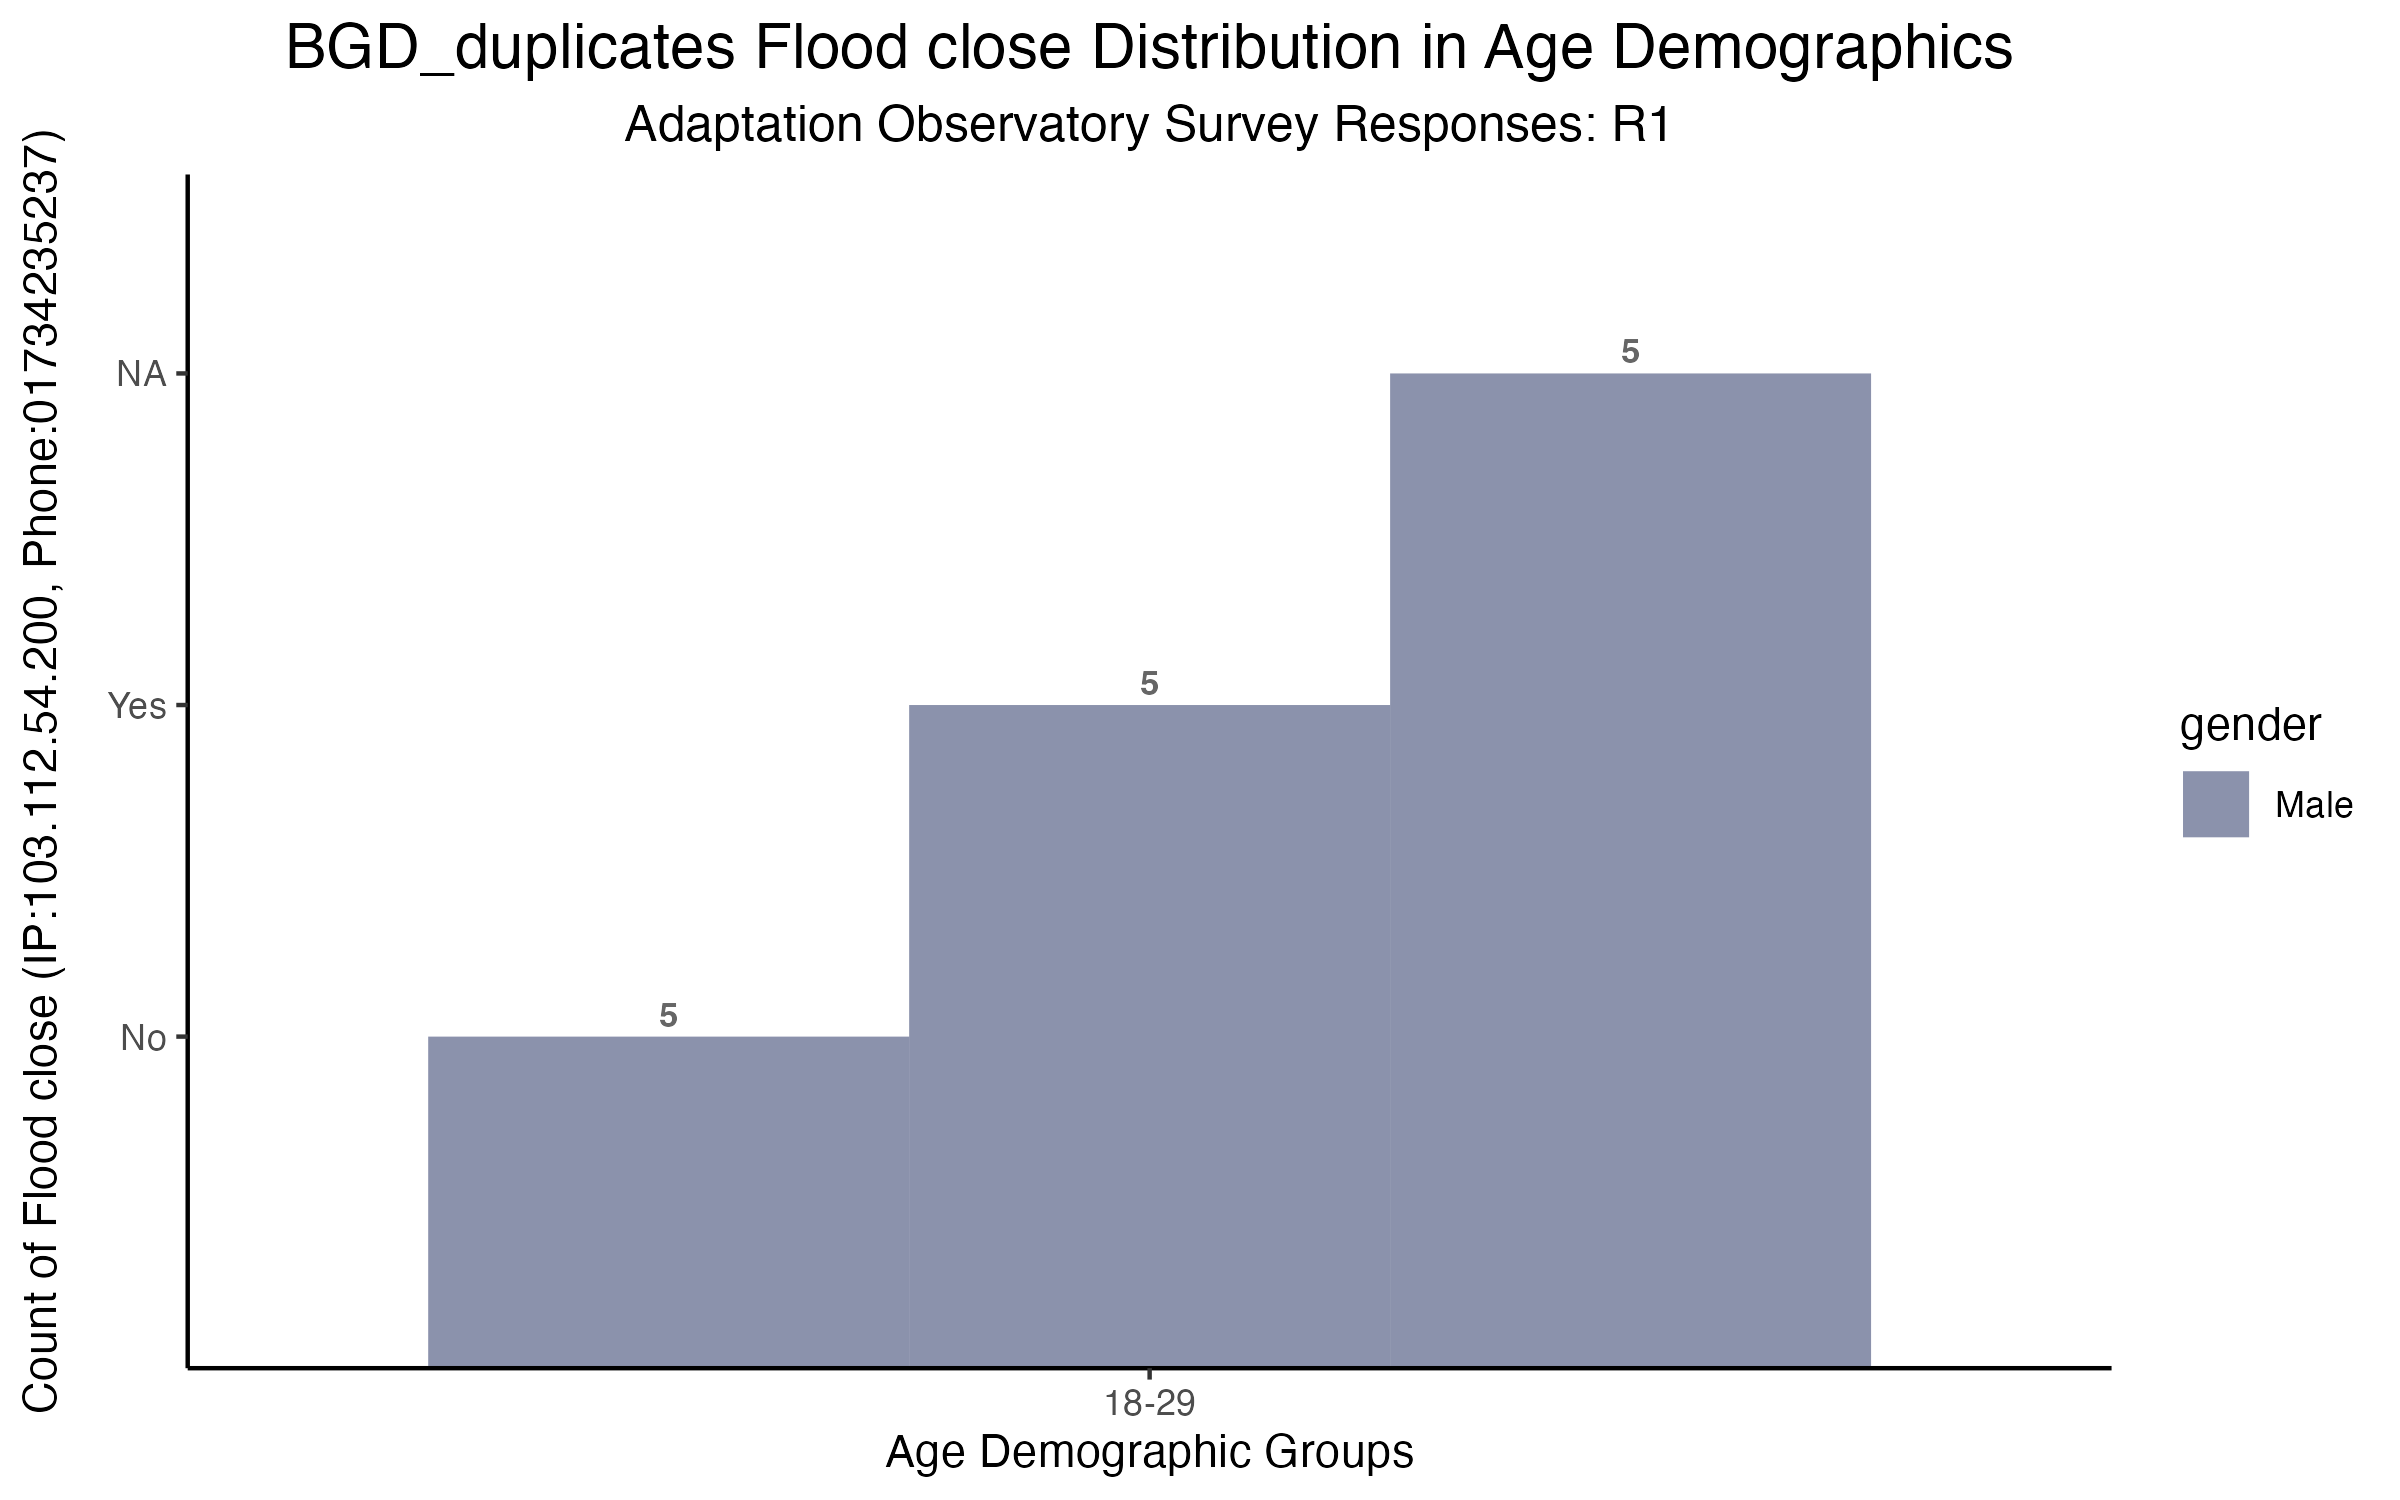 BGD_duplicates Flood close Distribution in Age Demographics
Adaptation Observatory Survey Responses: R1
Count of Flood close (IP:103.112.54.200, Phone:01734235237)
NA
Yes
No
5
5
5
18-29
Age Demographic Groups
gender
Male